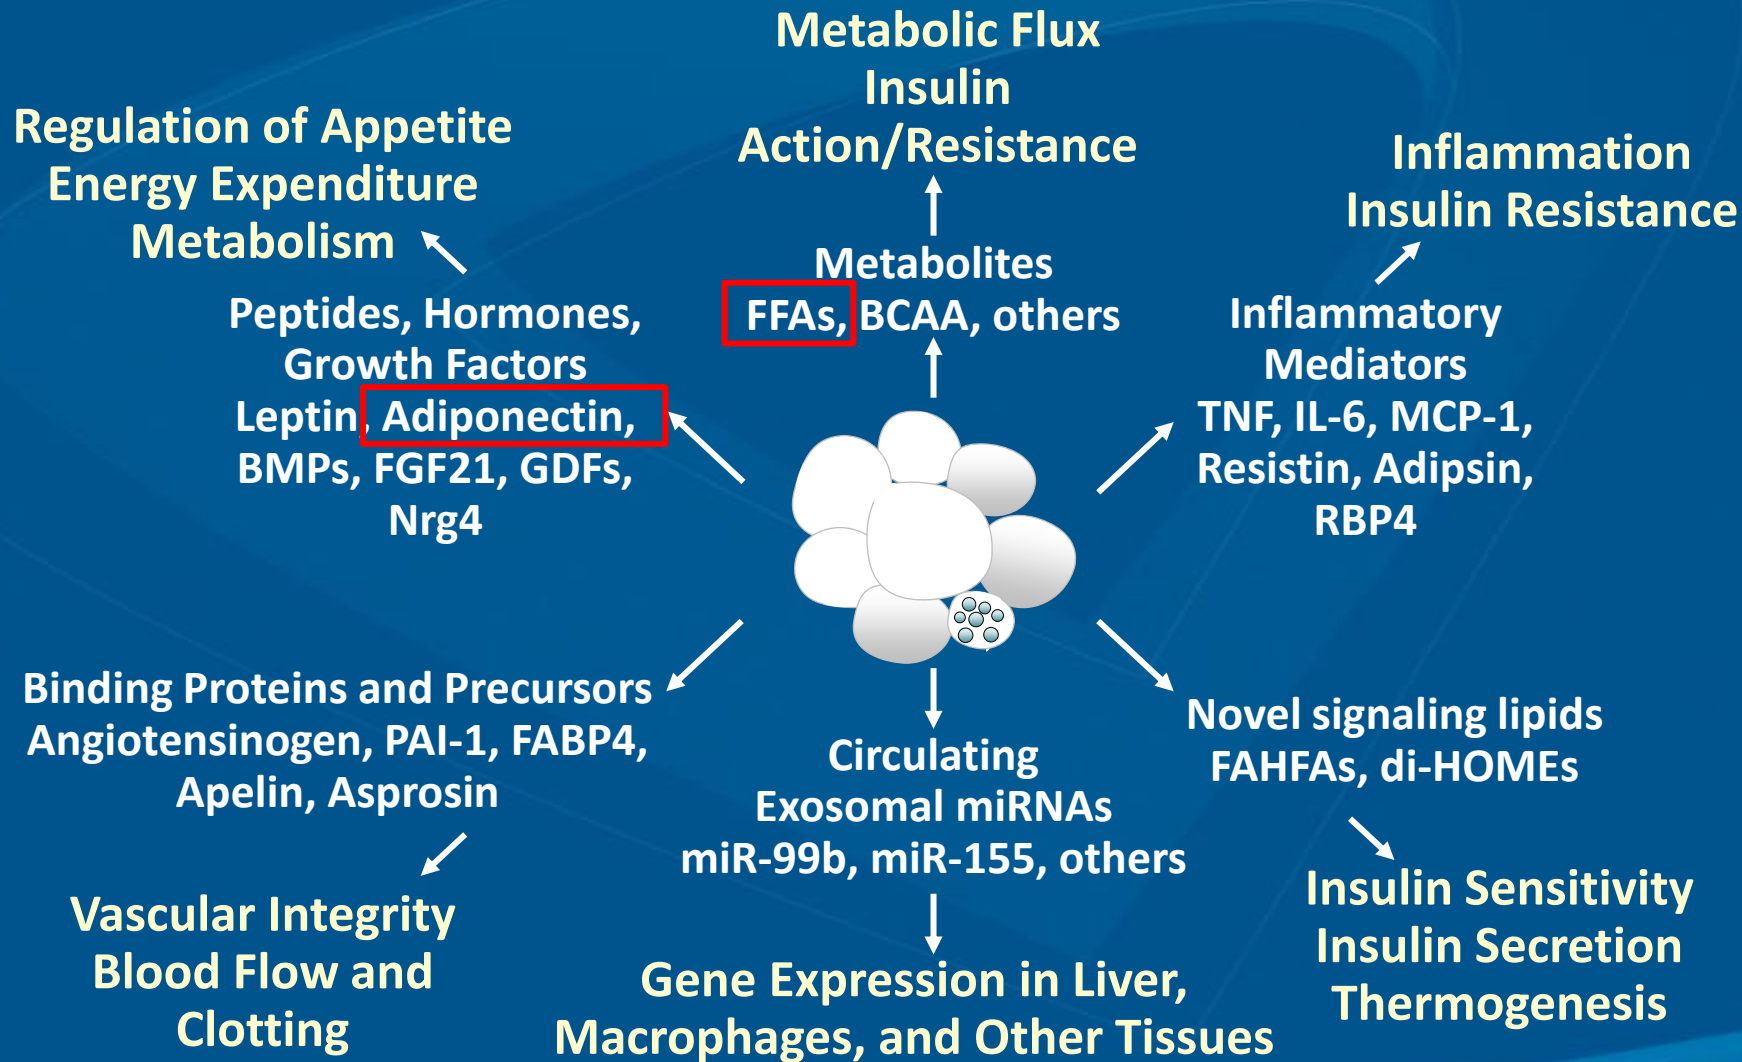 Metabolic Flux
Insulin
Action/Resistance
Regulation of Appetite
Energy Expenditure
Metabolism
Inflammation
Insulin Resistance
Metabolites
FFAs, BCAA, others
Peptides, Hormones,
Growth Factors
Leptin, Adiponectin,
BMPs, FGF21, GDFs,
Nrg4
Inflammatory
Mediators
TNF, IL-6, MCP-1,
Resistin, Adipsin,
RBP4
Binding Proteins and Precursors
Angiotensinogen, PAI-1, FABP4,
Apelin, Asprosin
Circulating
Exosomal miRNAs
miR-99b, miR-155, others
Novel signaling lipids
FAHFAs, di-HOMEs
Vascular Integrity
Blood Flow and
Clotting
Gene Expression in Liver,
Macrophages, and Other Tissues
Insulin Sensitivity
Insulin Secretion
Thermogenesis